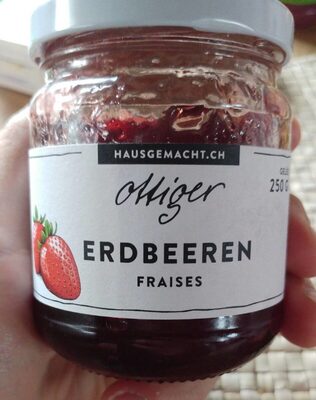 HAUSGEMACHT.CH
ottiger
250 G
ERDBEEREN
FRAISES